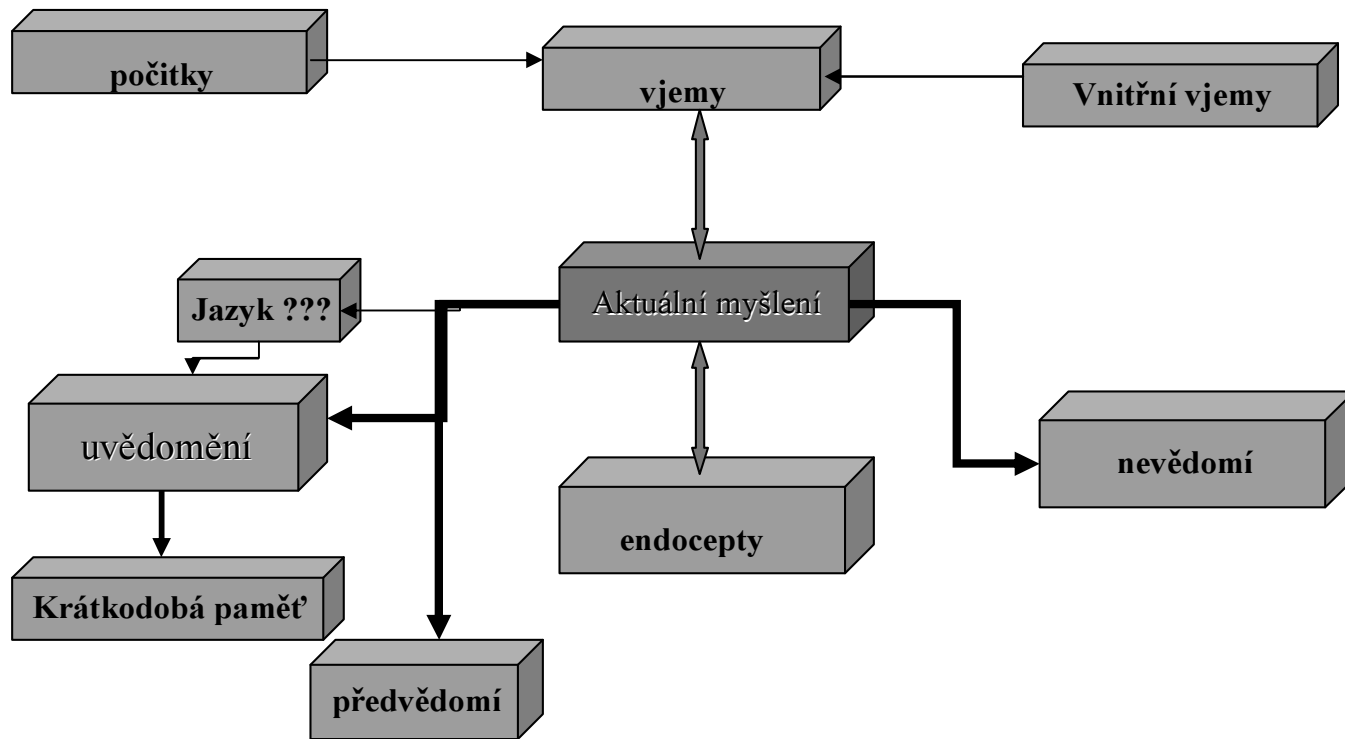 počitky
vjemy
Vnitřní vjemy
Jazyk ???
Aktuální myšlení
uvědomění
nevědomí
endocepty
Krátkodobá paměť
předvědomí